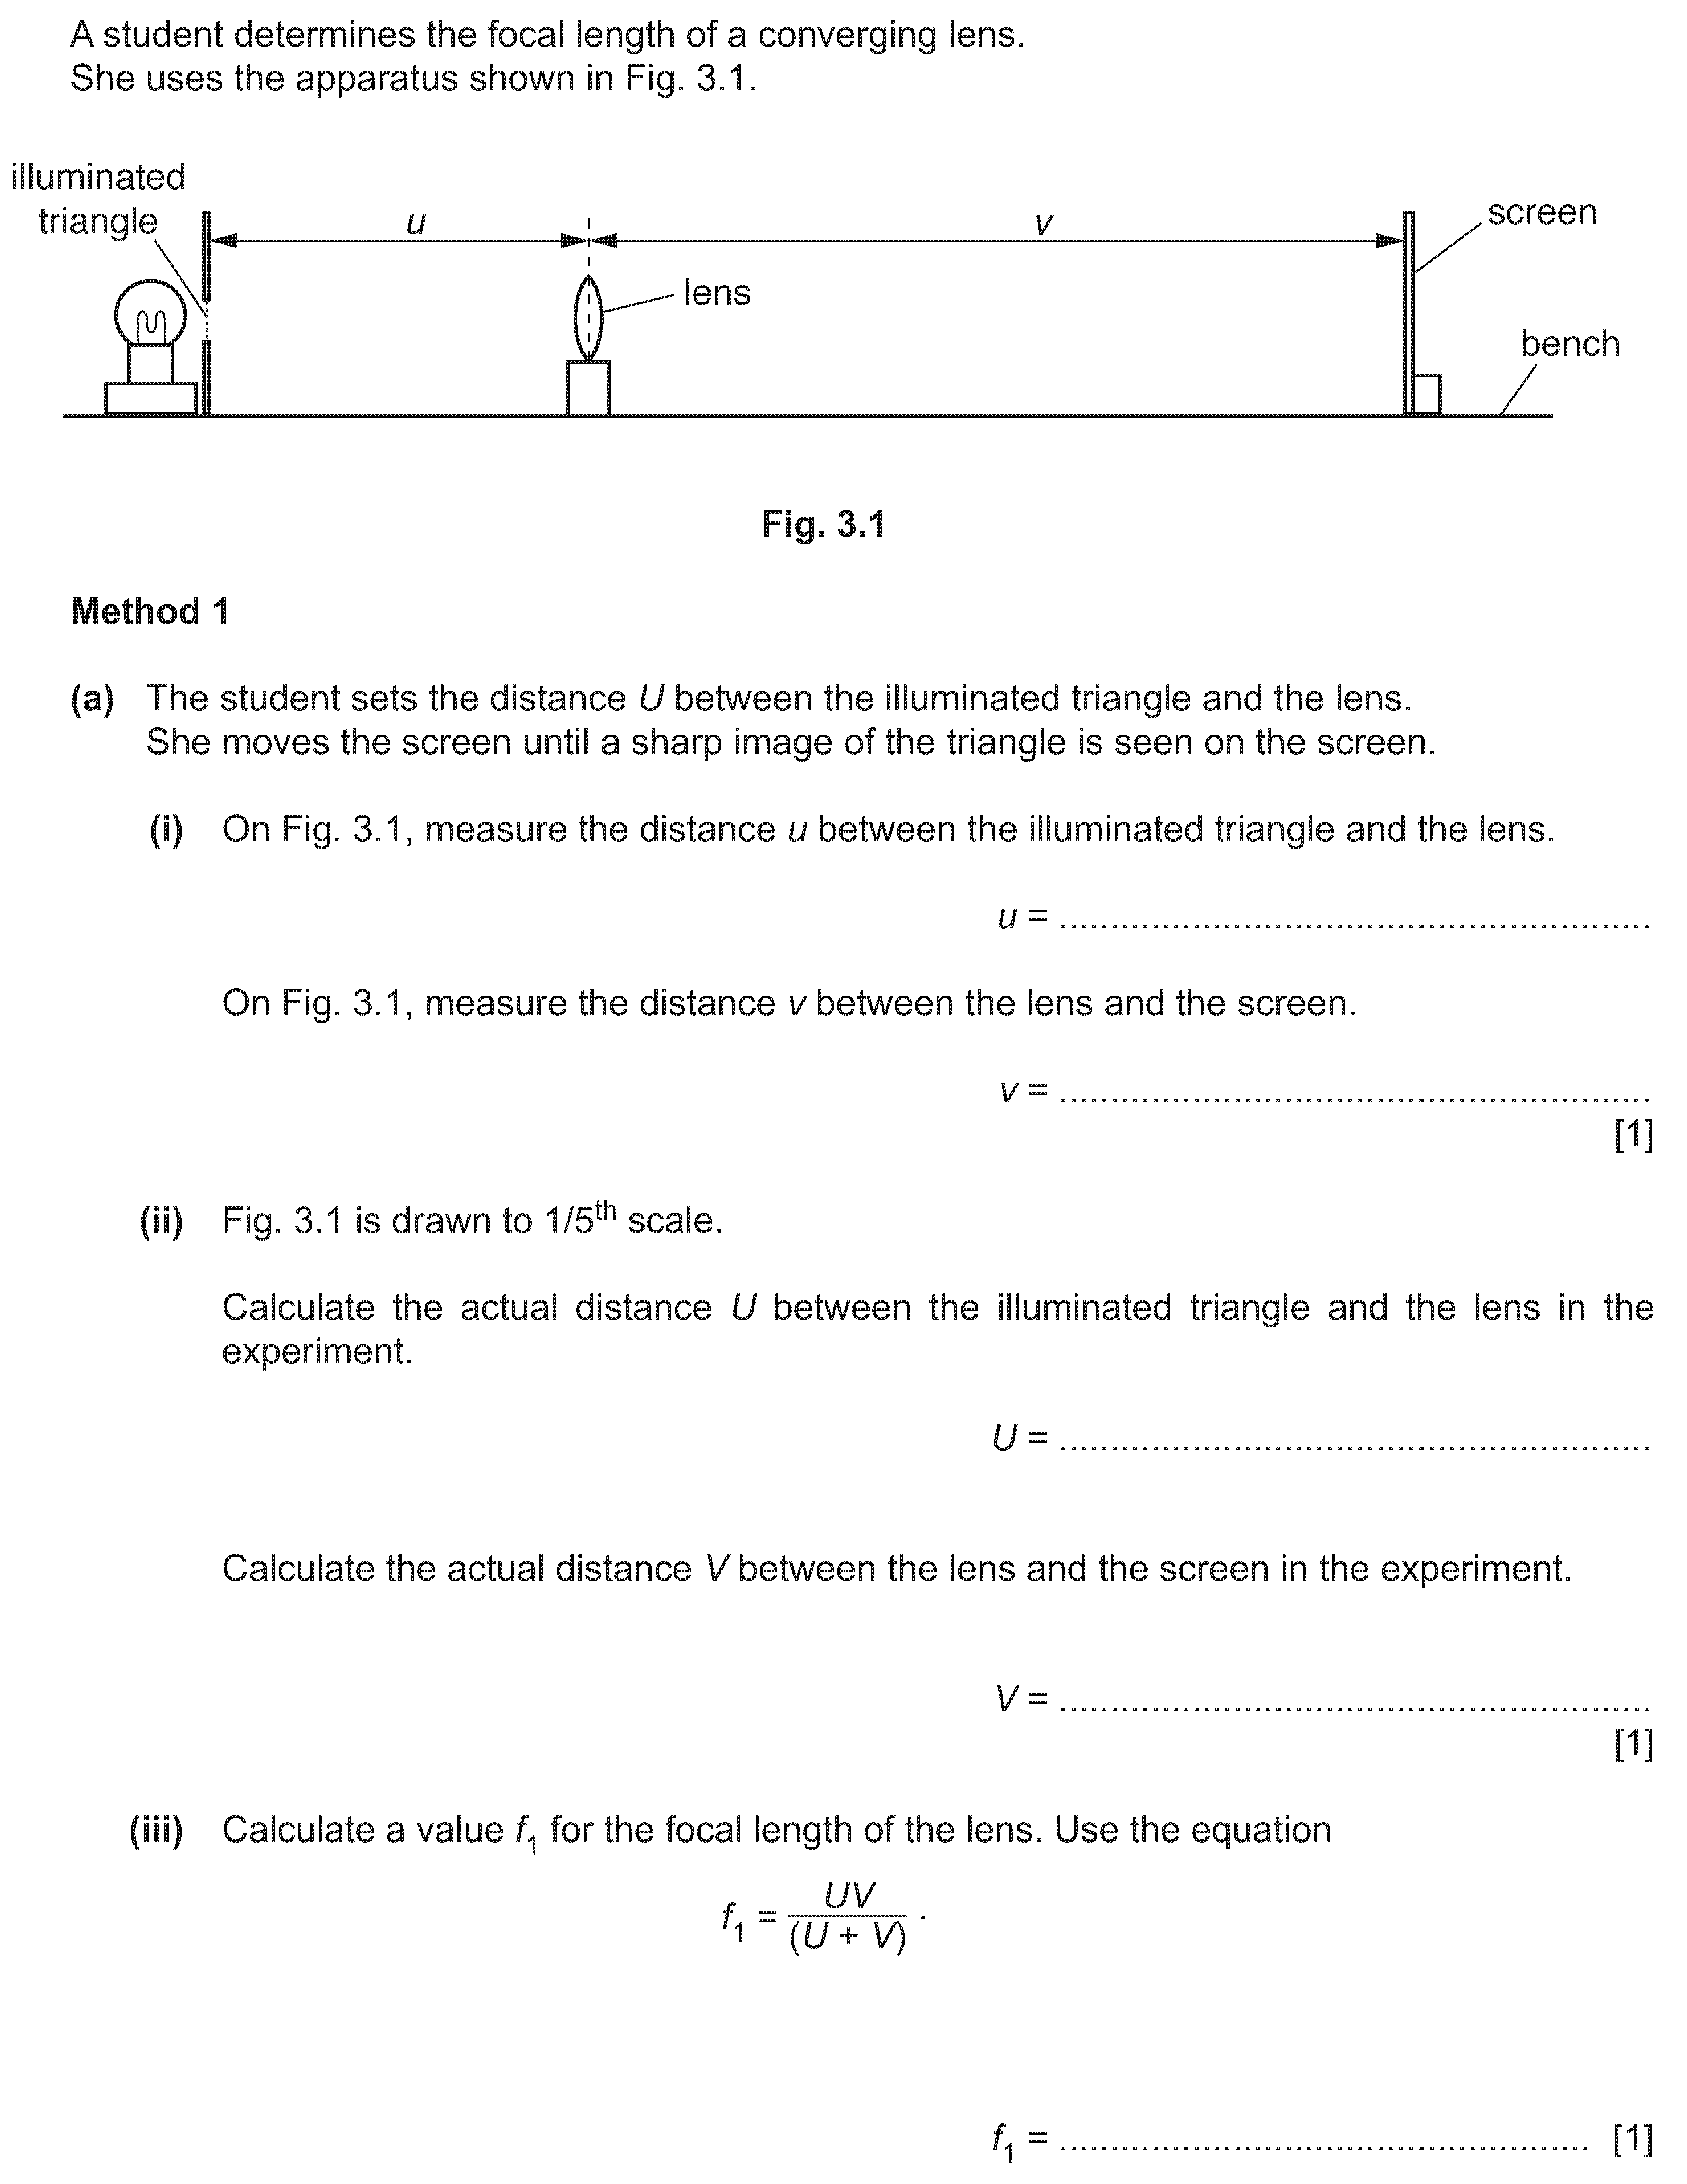 A student determines the focal length of a converging lens.
She uses the apparatus shown in Fig. 3.1.
illuminated
triangle
u
v
screen
lens
bench
Fig. 3.1
Method 1
(a) The student sets the distance U between the illuminated triangle and the lens.
She moves the screen until a sharp image of the triangle is seen on the screen.
(i) On Fig. 3.1, measure the distance u between the illuminated triangle and the lens.
u = ..........................................................
On Fig. 3.1, measure the distance v between the lens and the screen.
v = ..........................................................
[1]
(ii) Fig. 3.1 is drawn to 1/5th scale.
Calculate the actual distance U between the illuminated triangle and the lens in the
experiment.
U = ..........................................................
Calculate the actual distance V between the lens and the screen in the experiment.
V = ..........................................................
[1]
(iii) Calculate a value f1 for the focal length of the lens. Use the equation
f1 = UV / (U + V) .
f1 = .................................................... [1]